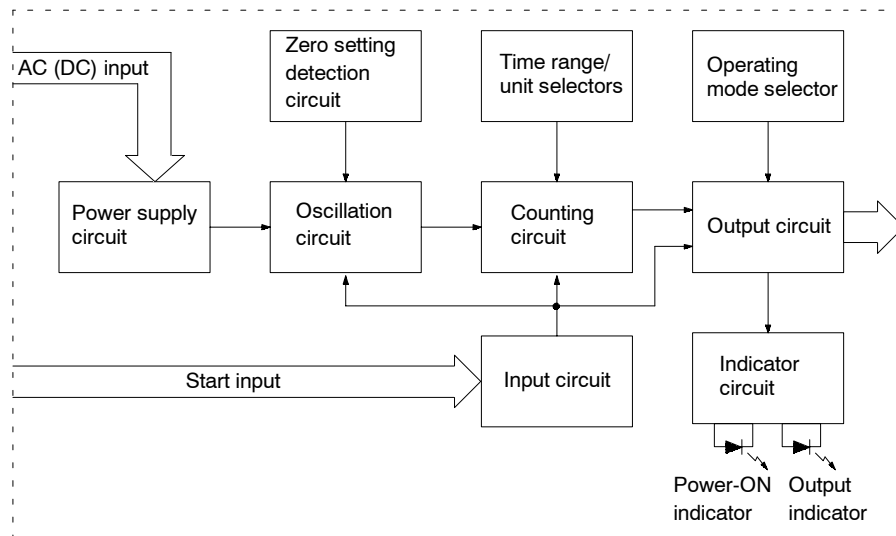 AC (DC) input
Zero setting
detection
circuit
Time range/
unit selectors
Operating
mode selector
Power supply
circuit
Oscillation
circuit
Counting
circuit
Output circuit
Start input
Input circuit
Indicator
circuit
Power-ON
indicator
Output
indicator